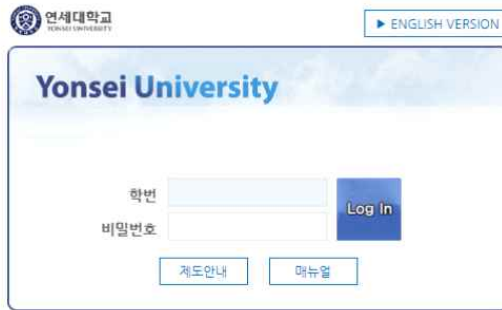 연세대학교
YONSEI UNIVERSITY
▶ ENGLISH VERSION
Yonsei University
학번
Log In
비밀번호
제도안내
매뉴얼